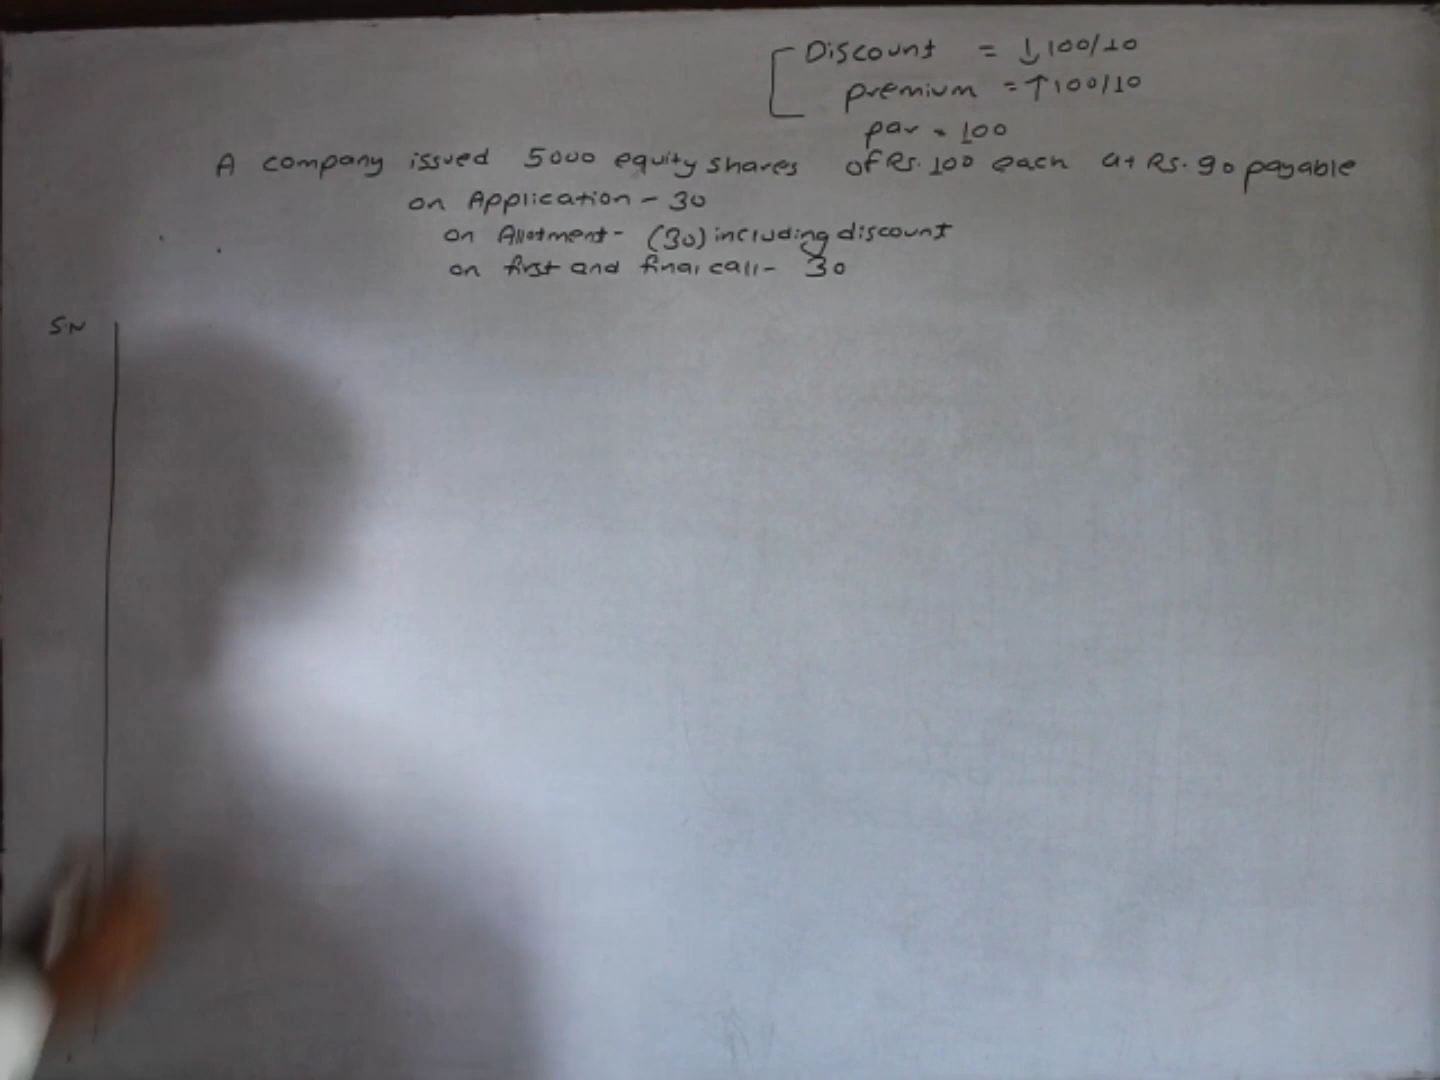 Discount = ↓100/10
premium = ↑100/10
par = 100
A company issued 5000 equity shares of Rs. 100 each at Rs. 90 payable
on Application - 30
on Allotment - (30) including discount
on first and final call - 30
S.N